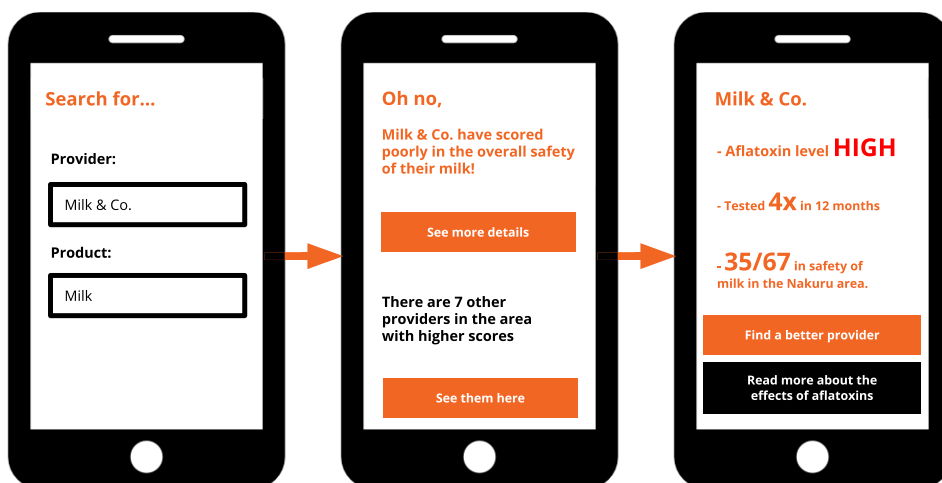 Search for...
Provider:
Milk & Co.
Product:
Milk
Oh no,
Milk & Co. have scored
poorly in the overall safety
of their milk!
See more details
There are 7 other
providers in the area
with higher scores
See them here
Milk & Co.
- Aflatoxin level HIGH
- Tested 4x in 12 months
- 35/67 in safety of
milk in the Nakuru area.
Find a better provider
Read more about the
effects of aflatoxins